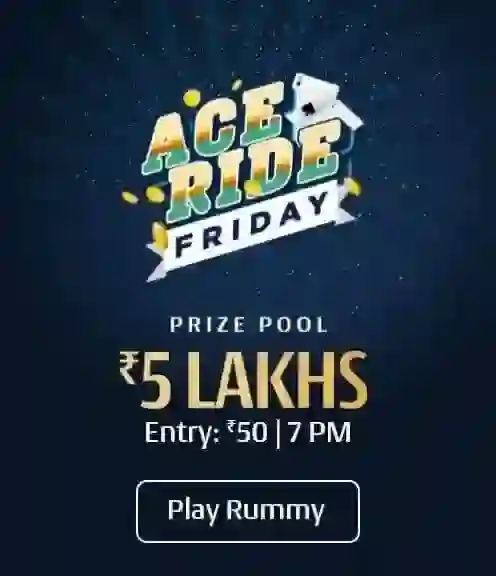 ACE
RIDE
FRIDAY
PRIZE POOL
₹5 LAKHS
Entry: ₹50 | 7 PM
Play Rummy